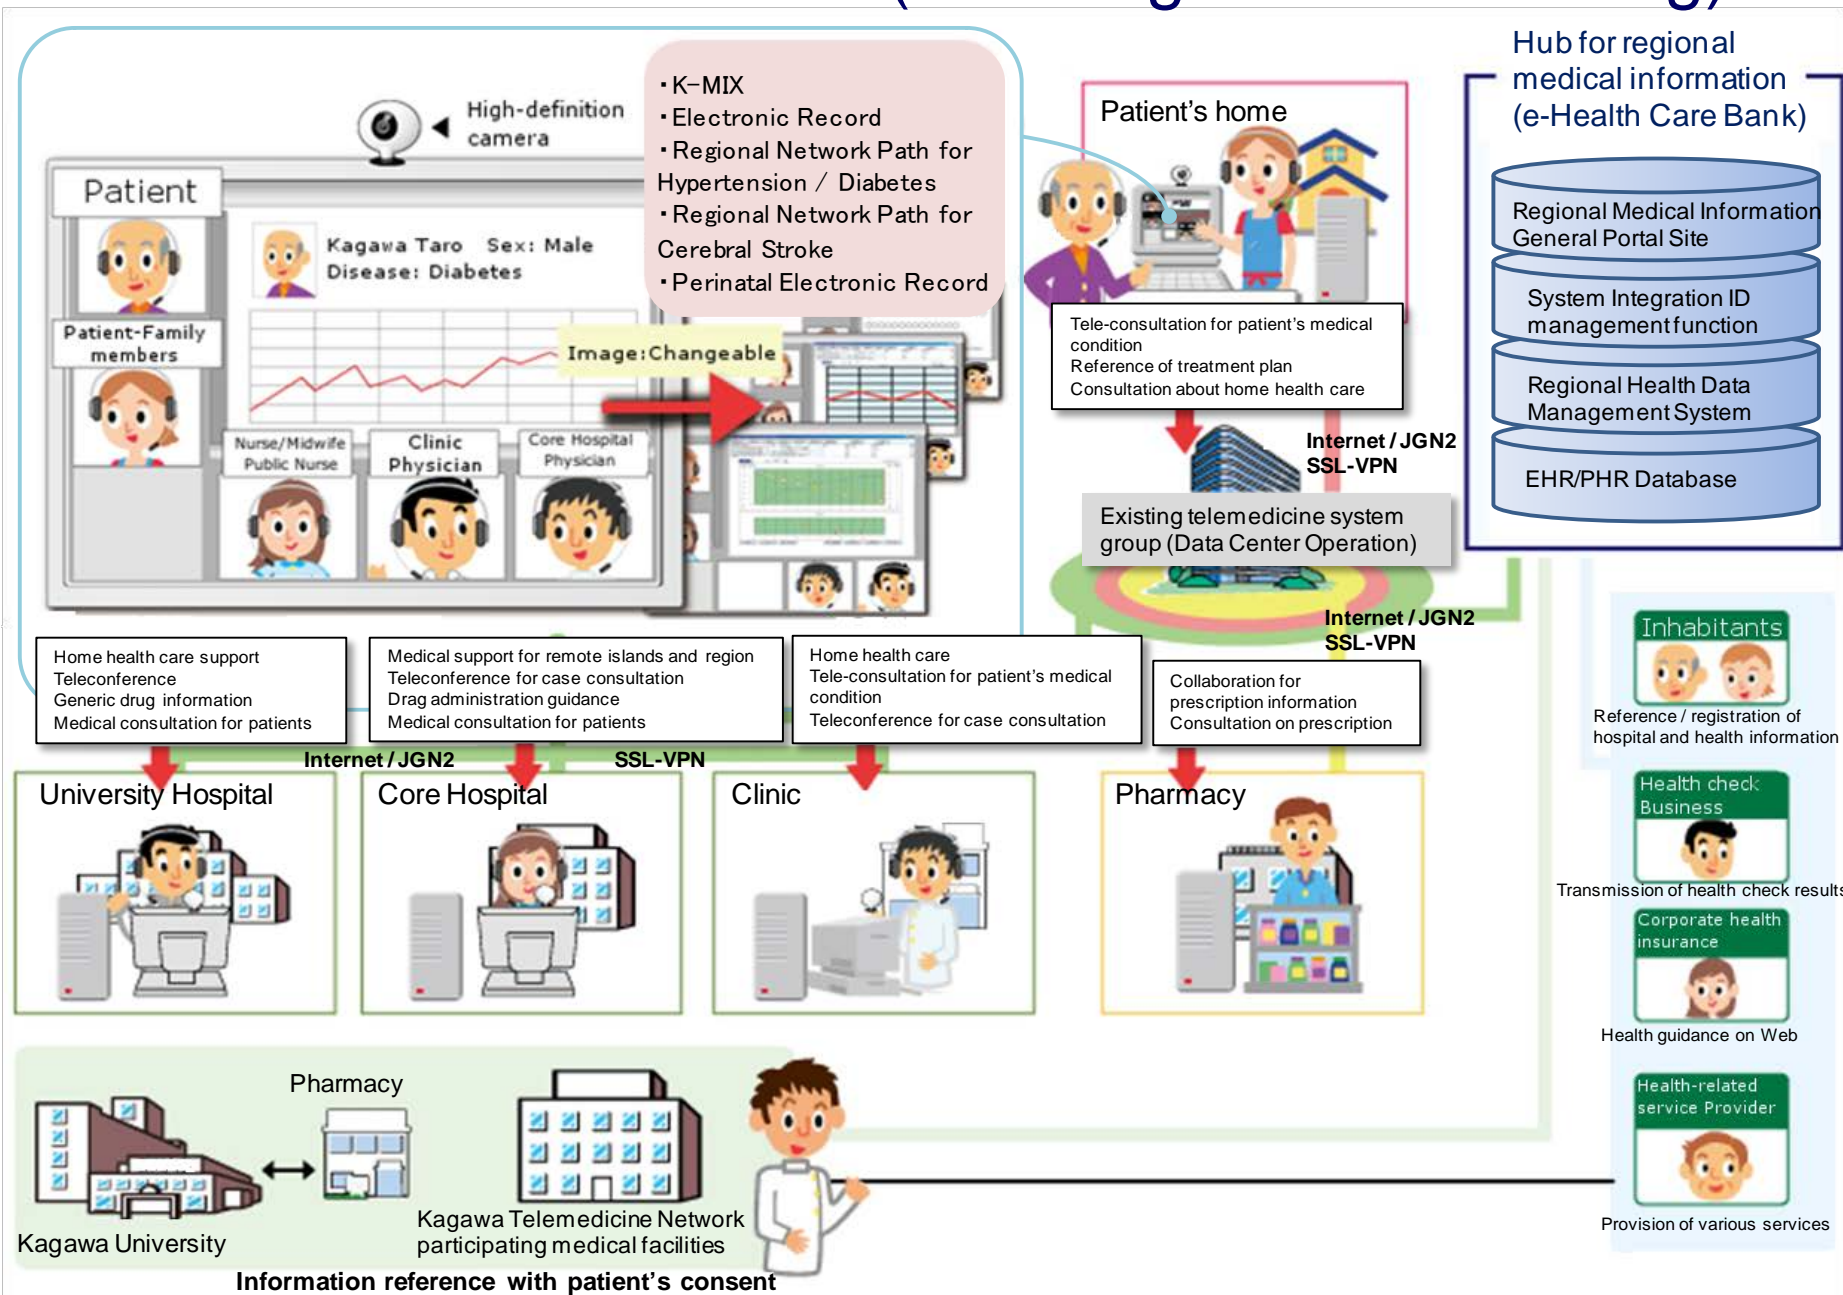 Hub for regional
medical information
(e-Health Care Bank)
・K-MIX
・Electronic Record
・Regional Network Path for
Hypertension / Diabetes
・Regional Network Path for
Cerebral Stroke
・Perinatal Electronic Record
High-definition
camera
Patient
Kagawa Taro Sex: Male
Disease: Diabetes
Patient-Family
members
Image:Changeable
Nurse/Midwife
Public Nurse
Clinic
Physician
Core Hospital
Physician
Patient's home
Tele-consultation for patient's medical
condition
Reference of treatment plan
Consultation about home health care
Internet / JGN2
SSL-VPN
Existing telemedicine system
group (Data Center Operation)
Internet / JGN2
SSL-VPN
Regional Medical Information
General Portal Site
System Integration ID
management function
Regional Health Data
Management System
EHR/PHR Database
Home health care support
Teleconference
Generic drug information
Medical consultation for patients
Medical support for remote islands and region
Teleconference for case consultation
Drag administration guidance
Medical consultation for patients
Home health care
Tele-consultation for patient's medical
condition
Teleconference for case consultation
Collaboration for
prescription information
Consultation on prescription
Internet / JGN2
SSL-VPN
University Hospital
Core Hospital
Clinic
Pharmacy
Inhabitants
Reference / registration of
hospital and health information
Health check
Business
Transmission of health check results
Corporate health
insurance
Health guidance on Web
Health-related
service Provider
Provision of various services
Pharmacy
Kagawa University
Kagawa Telemedicine Network
participating medical facilities
Information reference with patient's consent